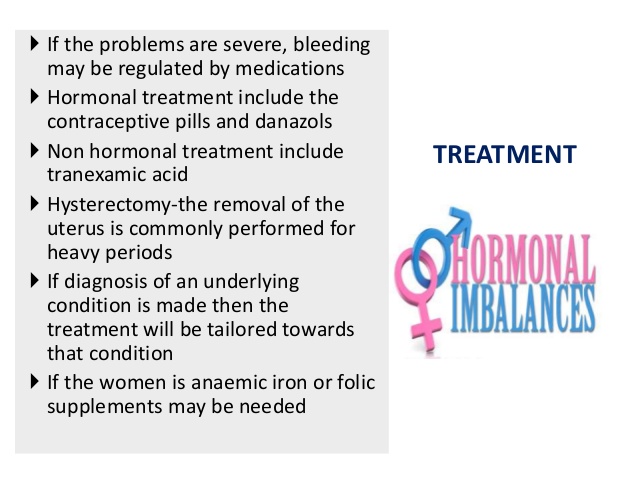 If the problems are severe, bleeding
may be regulated by medications
Hormonal treatment include the
contraceptive pills and danazols
Non hormonal treatment include
tranexamic acid
Hysterectomy-the removal of the
uterus is commonly performed for
heavy periods
If diagnosis of an underlying
condition is made then the
treatment will be tailored towards
that condition
If the women is anaemic iron or folic
supplements may be needed
TREATMENT
HORMONAL
IMBALANCES